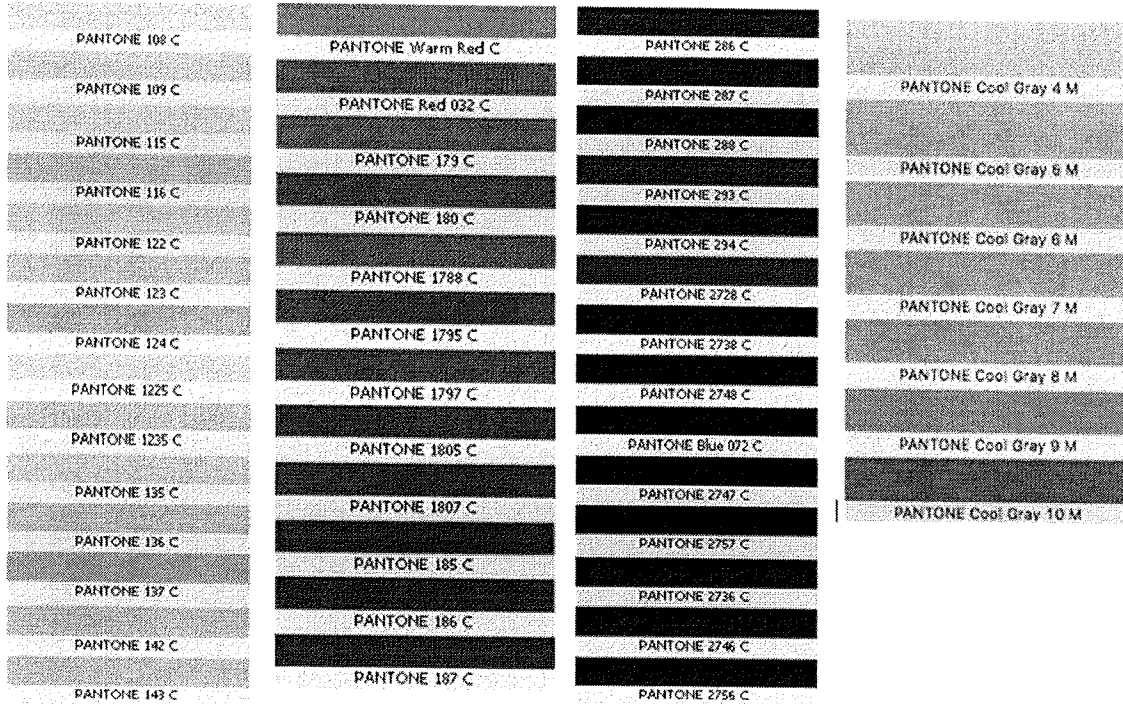 PANTONE 108 C
PANTONE 109 C
PANTONE 115 C
PANTONE 116 C
PANTONE 122 C
PANTONE 123 C
PANTONE 124 C
PANTONE 1225 C
PANTONE 1235 C
PANTONE 135 C
PANTONE 136 C
PANTONE 137 C
PANTONE 142 C
PANTONE 143 C
PANTONE Warm Red C
PANTONE Red 032 C
PANTONE 179 C
PANTONE 180 C
PANTONE 1788 C
PANTONE 1795 C
PANTONE 1797 C
PANTONE 1805 C
PANTONE 1807 C
PANTONE 185 C
PANTONE 186 C
PANTONE 187 C
PANTONE 286 C
PANTONE 287 C
PANTONE 288 C
PANTONE 293 C
PANTONE 294 C
PANTONE 2728 C
PANTONE 2738 C
PANTONE 2748 C
PANTONE Blue 072 C
PANTONE 2747 C
PANTONE 2757 C
PANTONE 2736 C
PANTONE 2746 C
PANTONE 2756 C
PANTONE Cool Gray 4 M
PANTONE Cool Gray M
PANTONE Cool Gray 6 M
PANTONE Cool Gray 7 M
PANTONE Cool Gray 8 M
PANTONE Cool Gray 9 M
PANTONE Cool Gray 10 M